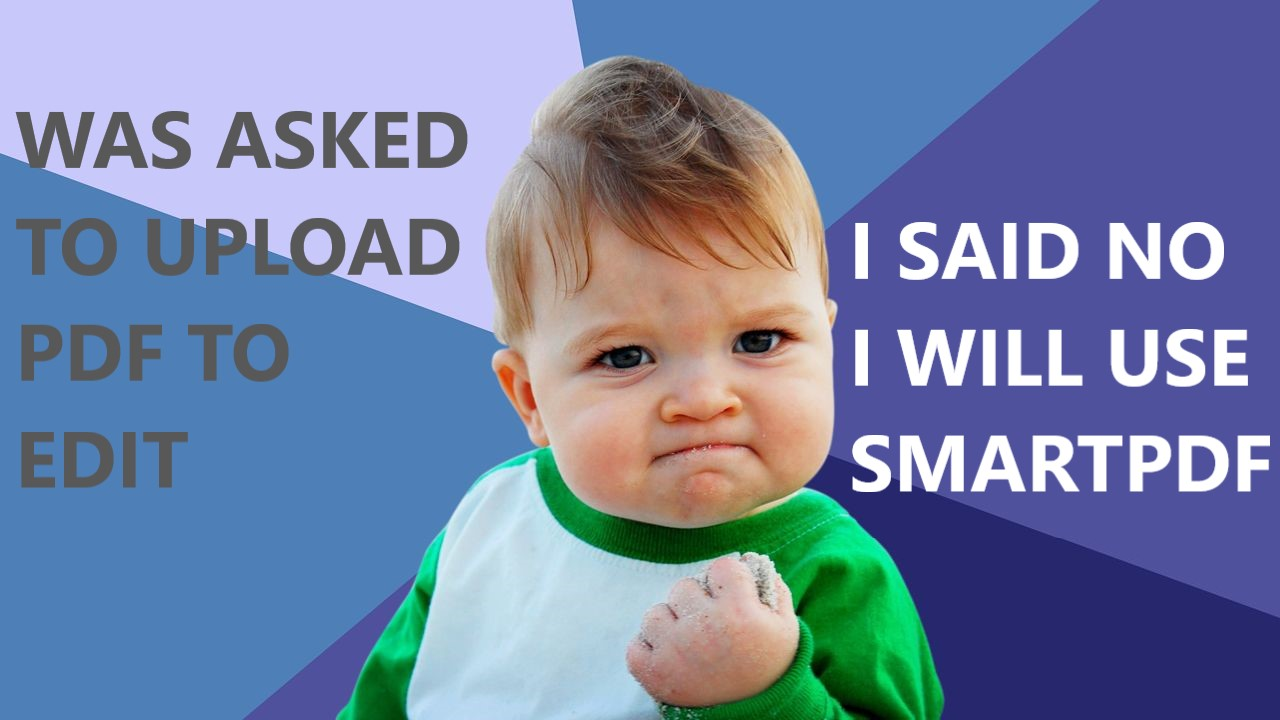 WAS ASKED
TO UPLOAD
PDF TO
EDIT
I SAID NO
I WILL USE
SMARTPDF